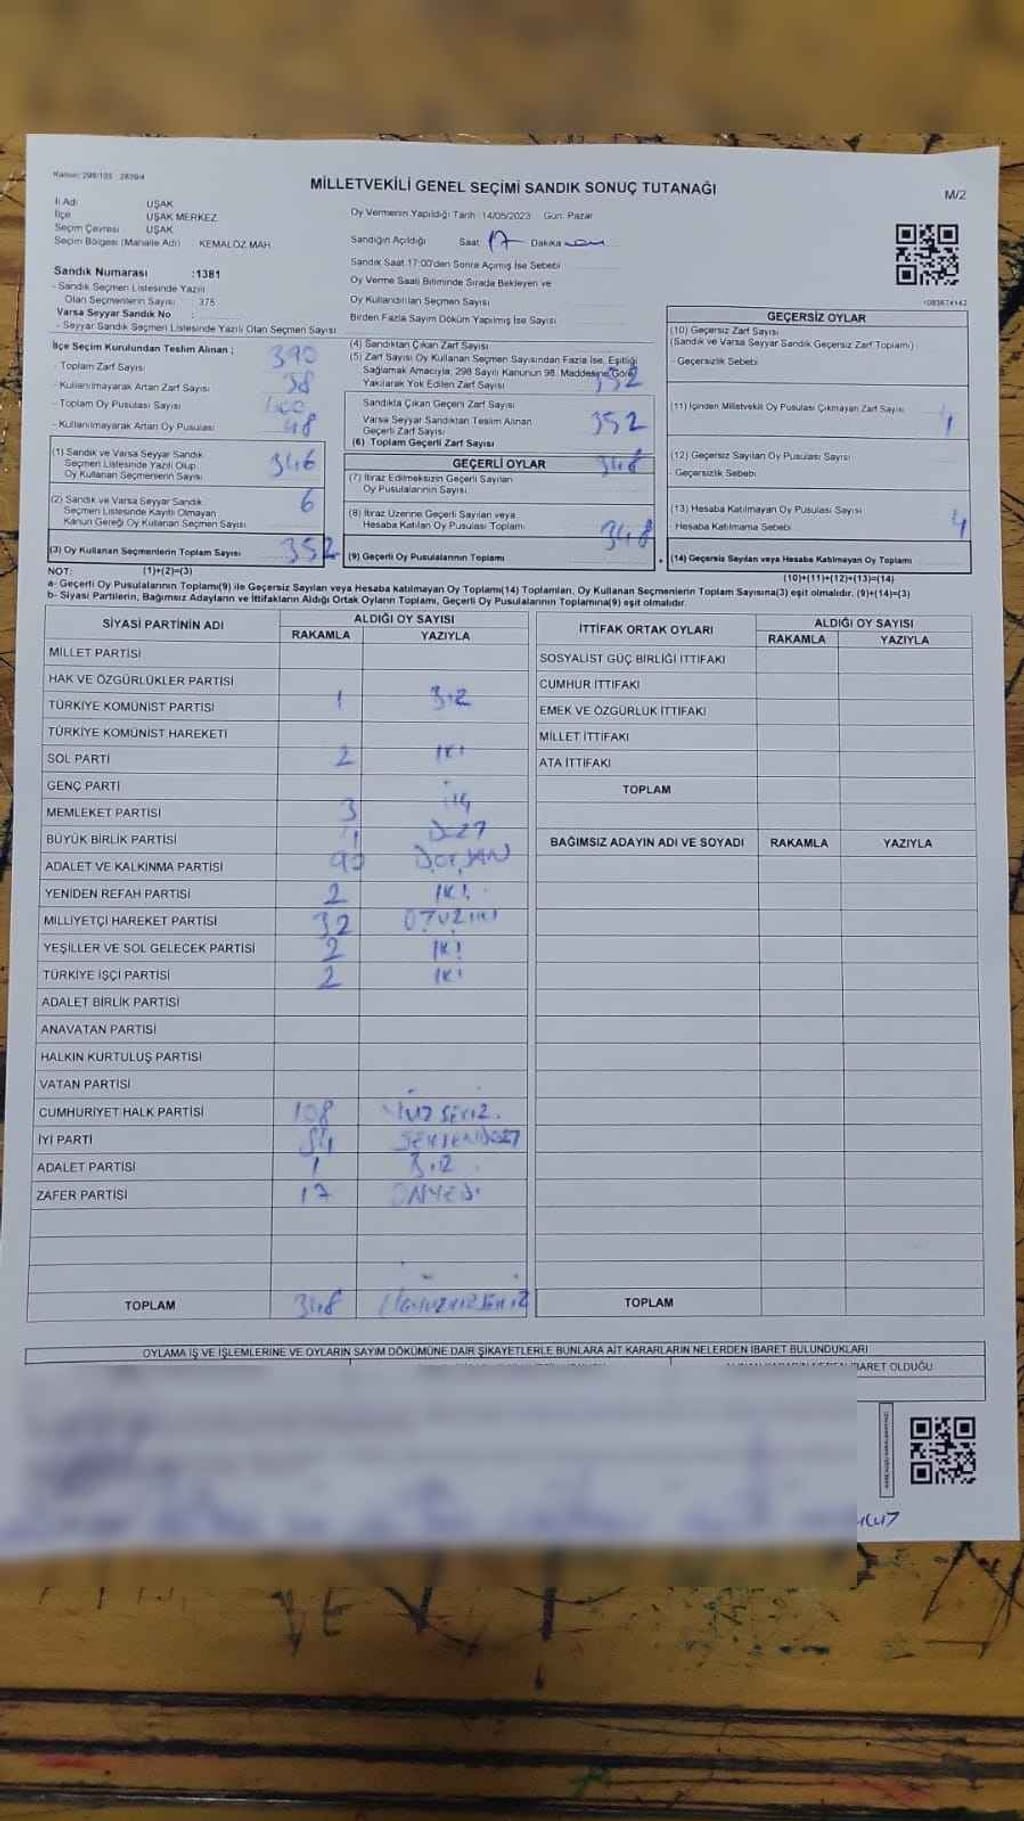 MİLLETVEKİLİ GENEL SEÇİMİ SANDIK SONUÇ TUTANAĞI
M/2
İl Adı UŞAK
İlçe UŞAK MERKEZ
Seçim Çevresi UŞAK
Seçim Bölgesi (Mahalle Adı) KEMALÖZ MAH.
Oy Vermenin Yapıldığı Tarih 14/05/2023 Gün: Pazar
Sandığın Açıldığı Saat 17 Dakika
Sandık Saat 17:00'den Sonra Açılmış İse Sebebi
Oy Verme Saati Bitiminde Sırada Bekleyen ve
Oy Kullandırılan Seçmen Sayısı
Birden Fazla Sayım Döküm Yapılmış İse Sayısı
Sandık Numarası :1381
- Sandık Seçmen Listesinde Yazılı
Olan Seçmenlerin Sayısı : 375
Varsa Seyyar Sandık No :
- Seyyar Sandık Seçmen Listesinde Yazılı Olan Seçmen Sayısı
İlçe Seçim Kurulundan Teslim Alınan ;
- Toplam Zarf Sayısı 390
- Kullanılmayarak Artan Zarf Sayısı 38
- Toplam Oy Pusulası Sayısı 400
- Kullanılmayarak Artan Oy Pusulası 48
(1) Sandık ve Varsa Seyyar Sandık
Seçmen Listesinde Yazılı Olup
Oy Kullanan Seçmenlerin Sayısı 346
(2) Sandık ve Varsa Seyyar Sandık
Seçmen Listesinde Kayıtlı Olmayan
Kanun Gereği Oy Kullanan Seçmen Sayısı 6
(3) Oy Kullanan Seçmenlerin Toplam Sayısı 352
(1)+(2)=(3)
(4) Sandıktan Çıkan Zarf Sayısı
(5) Zarf Sayısı Oy Kullanan Seçmen Sayısından Fazla İse, Eşitliği
Sağlamak Amacıyla, 298 Sayılı Kanunun 98. Maddesine Göre
Yakılarak Yok Edilen Zarf Sayısı 352
Sandıkta Çıkan Geçerli Zarf Sayısı
Varsa Seyyar Sandıktan Teslim Alınan
Geçerli Zarf Sayısı 352
(6) Toplam Geçerli Zarf Sayısı
GEÇERLİ OYLAR 348
(7) İtiraz Edilmeksizin Geçerli Sayılan
Oy Pusulalarının Sayısı
(8) İtiraz Üzerine Geçerli Sayılan veya
Hesaba Katılan Oy Pusulası Toplamı 348
(9) Geçerli Oy Pusulalarının Toplamı
GEÇERSİZ OYLAR
(10) Geçersiz Zarf Sayısı
(Sandık ve Varsa Seyyar Sandık Geçersiz Zarf Toplamı)
- Geçersizlik Sebebi
(11) İçinden Milletvekili Oy Pusulası Çıkmayan Zarf Sayısı
(12) Geçersiz Sayılan Oy Pusulası Sayısı
- Geçersizlik Sebebi
(13) Hesaba Katılmayan Oy Pusulası Sayısı
- Hesaba Katılmama Sebebi 4
(14) Geçersiz Sayılan veya Hesaba Katılmayan Oy Toplamı
(10)+(11)+(12)+(13)=(14)
NOT:
a- Geçerli Oy Pusulalarının Toplamı(9) ile Geçersiz Sayılan veya Hesaba katılmayan Oy Toplamı(14) Toplamları, Oy Kullanan Seçmenlerin Toplam Sayısına(3) eşit olmalıdır. (9)+(14)=(3)
b- Siyasi Partilerin, Bağımsız Adayların ve İttifakların Aldığı Ortak Oyların Toplamı, Geçerli Oy Pusulalarının Toplamına(9) eşit olmalıdır.
SİYASİ PARTİNİN ADI ALDIĞI OY SAYISI
RAKAMLA YAZIYLA
MİLLET PARTİSİ
HAK VE ÖZGÜRLÜKLER PARTİSİ
TÜRKİYE KOMÜNİST PARTİSİ 1
TÜRKİYE KOMÜNİST HAREKETİ
SOL PARTİ 2 İKİ
GENÇ PARTİ
MEMLEKET PARTİSİ 3
BÜYÜK BİRLİK PARTİSİ
ADALET VE KALKINMA PARTİSİ 90 DOKSAN
YENİDEN REFAH PARTİSİ 2 İKİ
MİLLİYETÇİ HAREKET PARTİSİ 32 OTUZİKİ
YEŞİLLER VE SOL GELECEK PARTİSİ 2 İKİ
TÜRKİYE İŞÇİ PARTİSİ 2 İKİ
ADALET BİRLİK PARTİSİ
ANAVATAN PARTİSİ
HALKIN KURTULUŞ PARTİSİ
VATAN PARTİSİ
CUMHURİYET HALK PARTİSİ 108 YÜZ SEKİZ.
İYİ PARTİ 84
ADALET PARTİSİ 1
ZAFER PARTİSİ 17 ONYEDİ
TOPLAM 348 ÜÇYÜZKIRKSEKİZ
İTTİFAK ORTAK OYLARI ALDIĞI OY SAYISI
RAKAMLA YAZIYLA
SOSYALİST GÜÇ BİRLİĞİ İTTİFAKI
CUMHUR İTTİFAKI
EMEK VE ÖZGÜRLÜK İTTİFAKI
MİLLET İTTİFAKI
ATA İTTİFAKI
TOPLAM
BAĞIMSIZ ADAYIN ADI VE SOYADI RAKAMLA YAZIYLA
TOPLAM
OYLAMA İŞ VE İŞLEMLERİNE VE OYLARIN SAYIM DÖKÜMÜNE DAİR ŞİKAYETLERLE BUNLARA AİT KARARLARIN NELERDEN İBARET BULUNDUKLARI
İBARET OLDUĞU